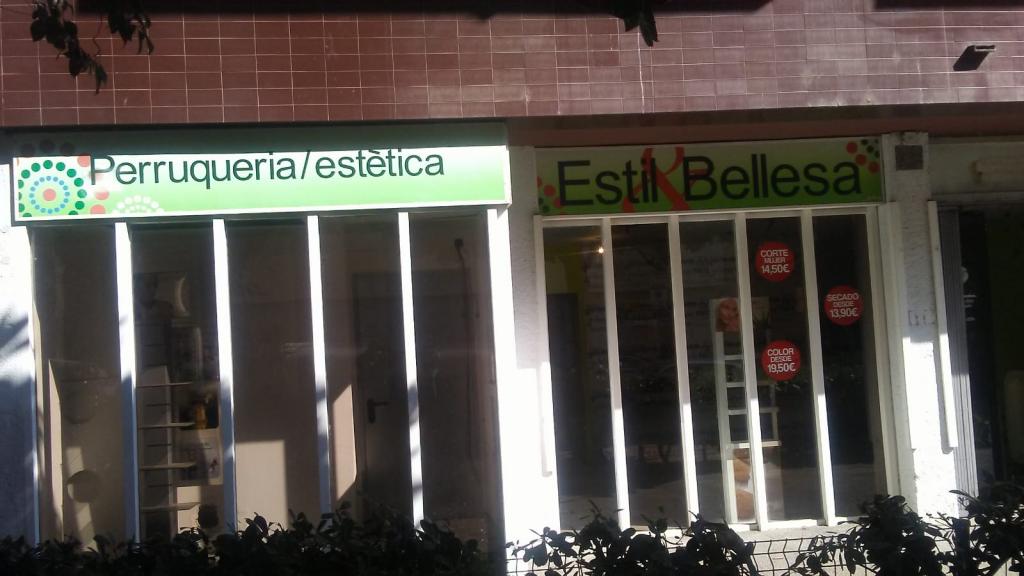 Perruqueria/estètica
Estil & Bellesa
CORTE
MUJER
14,50€
SECADO
DESDE
13,90€
COLOR
DESDE
19,50€